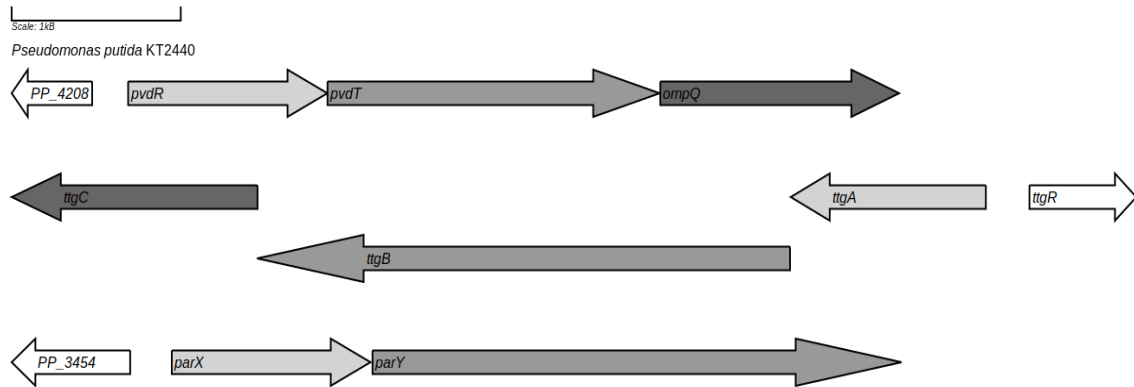 Scale: 1kB
Pseudomonas putida KT2440
PP_4208 pvdR pvdT ompQ
ttgC ttgA ttgR
ttgB
PP_3454 parX parY